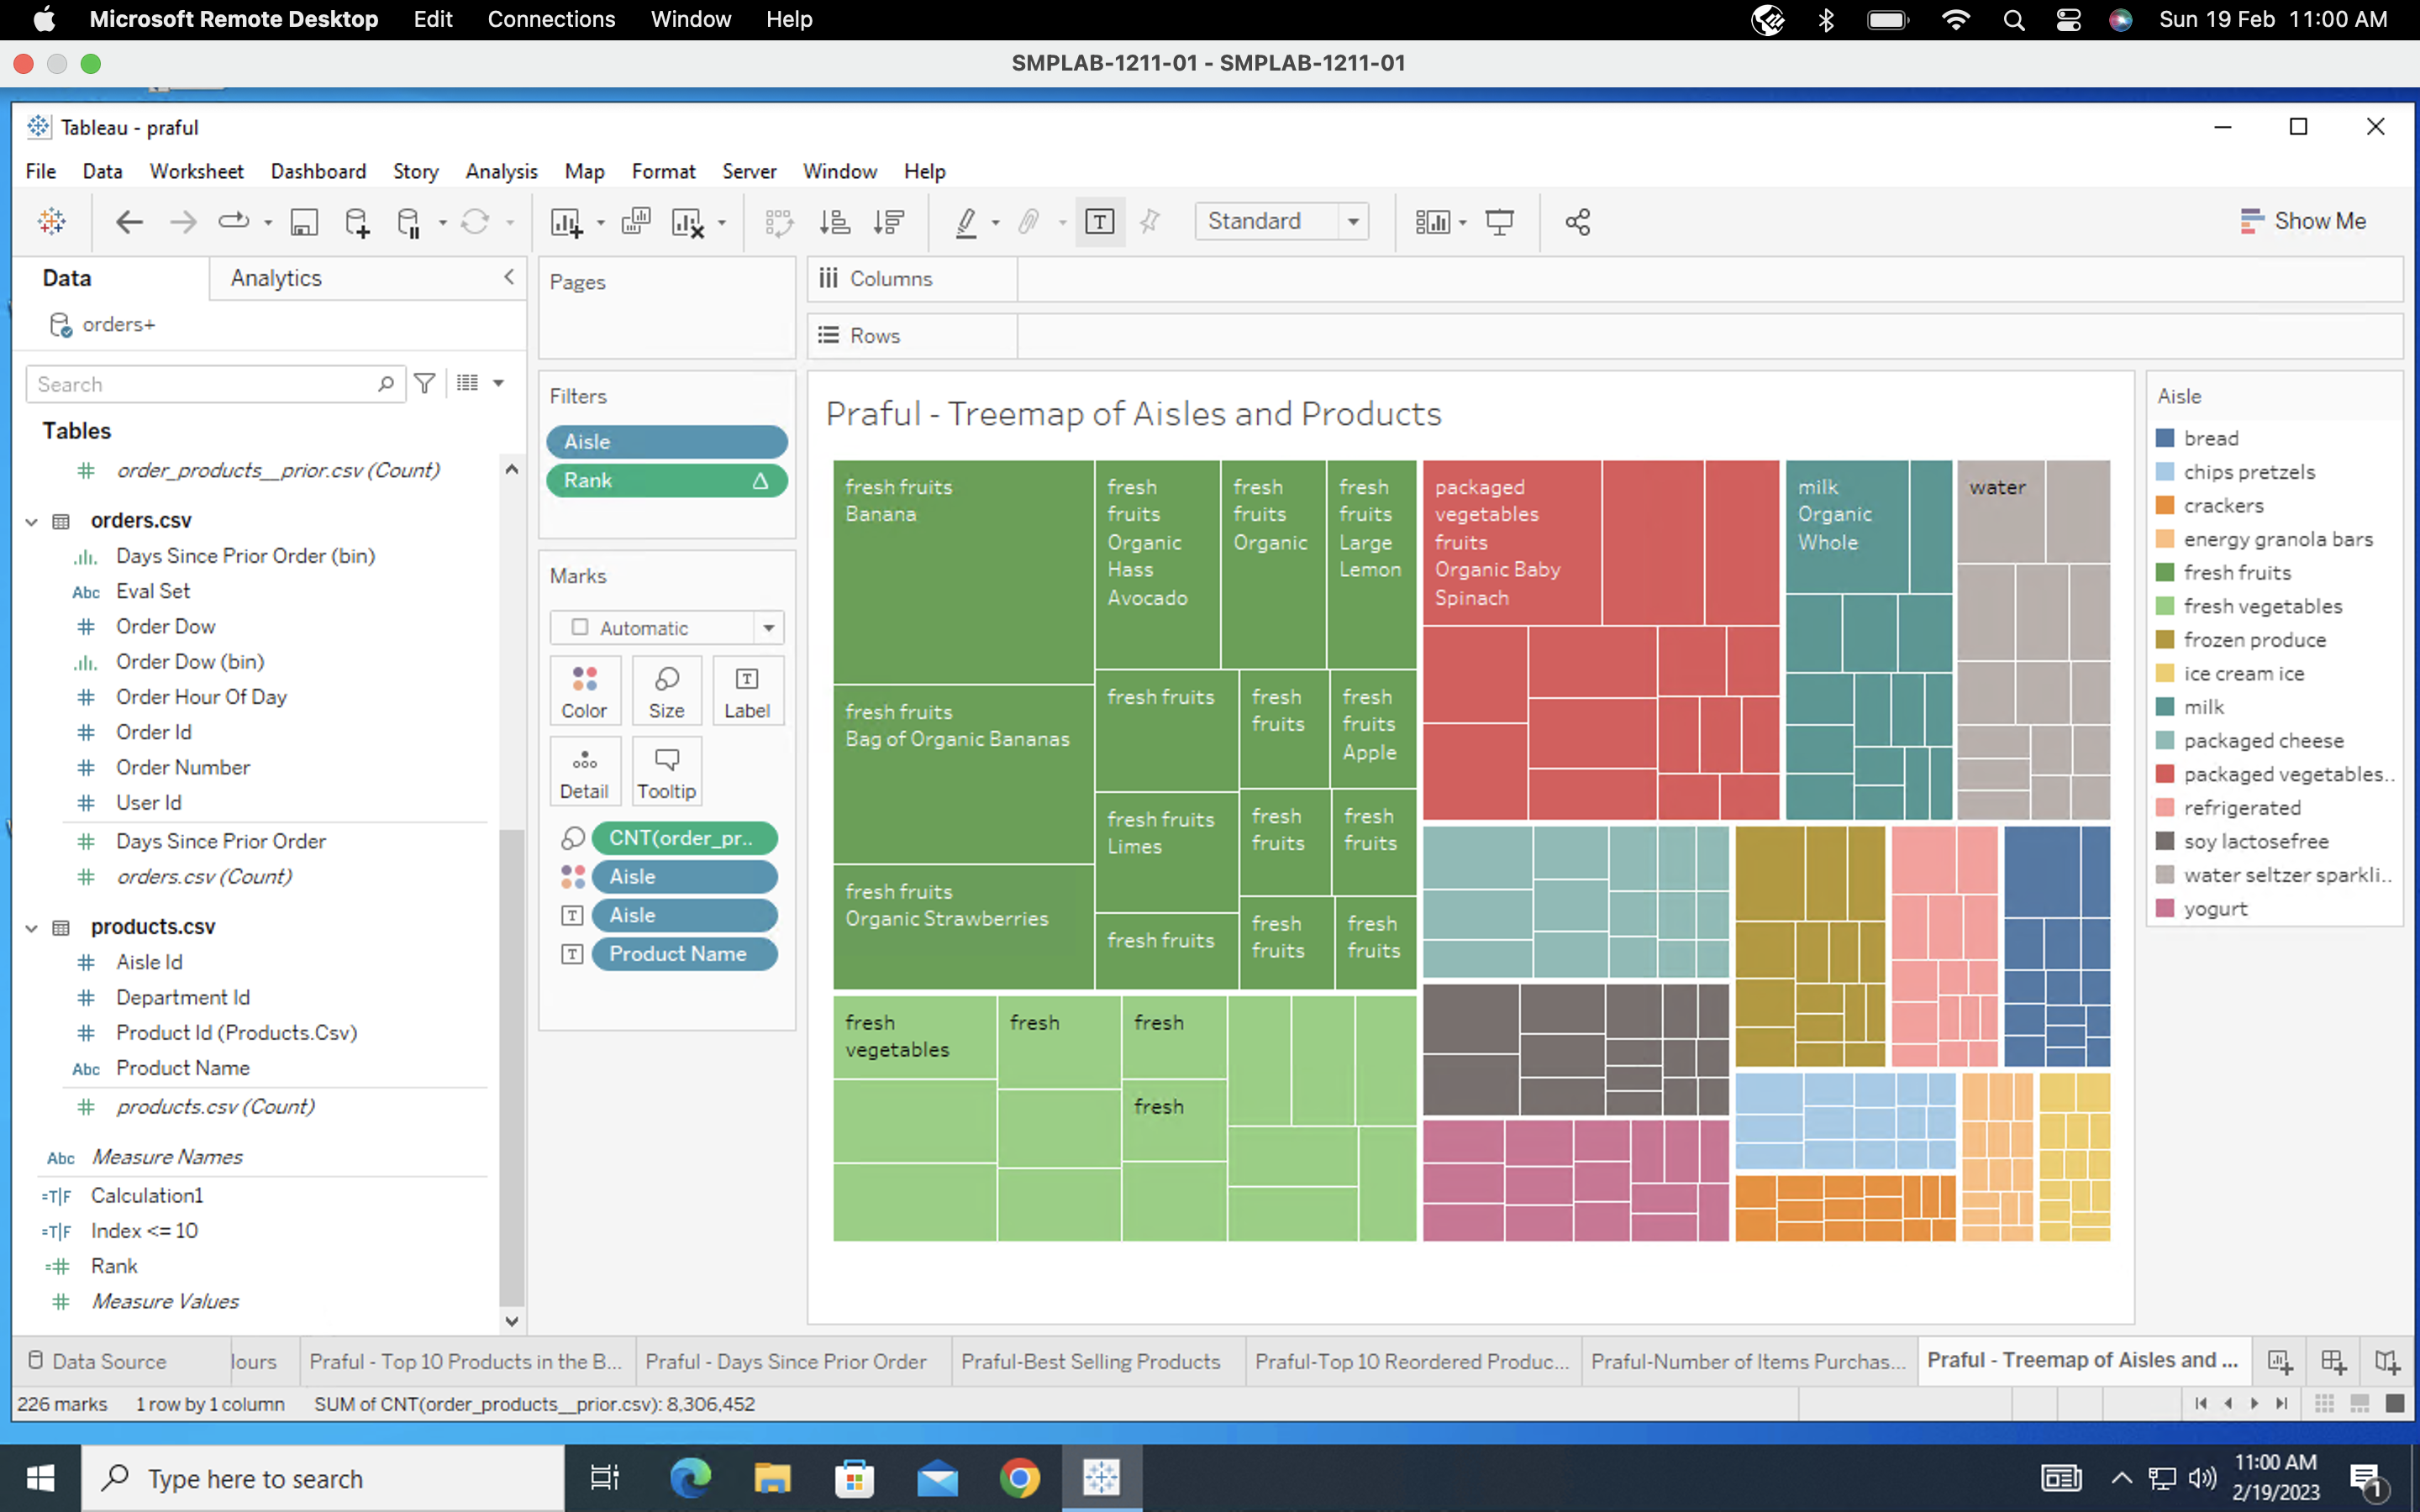 Microsoft Remote Desktop Edit Connections Window Help Sun 19 Feb 11:00 AM
SMPLAB-1211-01 - SMPLAB-1211-01
Tableau - praful
File Data Worksheet Dashboard Story Analysis Map Format Server Window Help
Standard
Show Me
Data
Analytics
orders+
Search
Tables
order_products__prior.csv (Count)
orders.csv
Days Since Prior Order (bin)
Abc Eval Set
Order Dow
Order Dow (bin)
Order Hour Of Day
Order Id
Order Number
User Id
Days Since Prior Order
orders.csv (Count)
products.csv
Aisle Id
Department Id
Product Id (Products.Csv)
Abc Product Name
products.csv (Count)
Abc Measure Names
=T|F Calculation1
=T|F Index <= 10
Rank
Measure Values
Pages
Filters
Aisle
Rank
Marks
Automatic
Color Size Label
Detail Tooltip
CNT(order_pr..
Aisle
Aisle
Product Name
Columns
Rows
Praful - Treemap of Aisles and Products
fresh fruits
Banana
fresh
fruits
Organic
Hass
Avocado
fresh
fruits
Organic
fresh
fruits
Large
Lemon
fresh fruits
Bag of Organic Bananas
fresh fruits
fresh
fruits
fresh
fruits
Apple
fresh fruits
Limes
fresh
fruits
fresh
fruits
fresh fruits
Organic Strawberries
fresh fruits
fresh
fruits
fresh
fruits
fresh
vegetables
fresh
fresh
fresh
packaged
vegetables
fruits
Organic Baby
Spinach
milk
Organic
Whole
water
Aisle
bread
chips pretzels
crackers
energy granola bars
fresh fruits
fresh vegetables
frozen produce
ice cream ice
milk
packaged cheese
packaged vegetables..
refrigerated
soy lactosefree
water seltzer sparkli..
yogurt
Data Source lours Praful - Top 10 Products in the B... Praful - Days Since Prior Order Praful-Best Selling Products Praful-Top 10 Reordered Produc... Praful-Number of Items Purchas... Praful - Treemap of Aisles and ...
226 marks 1 row by 1 column SUM of CNT(order_products__prior.csv): 8,306,452
Type here to search
11:00 AM
2/19/2023
1